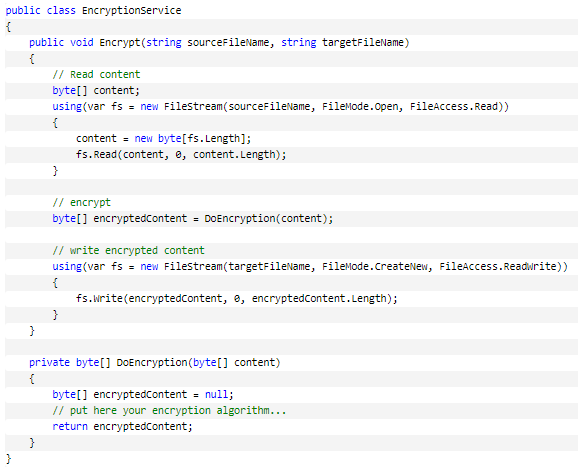 public class EncryptionService
{
    public void Encrypt(string sourceFileName, string targetFileName)
    {
        // Read content
        byte[] content;
        using(var fs = new FileStream(sourceFileName, FileMode.Open, FileAccess.Read))
        {
            content = new byte[fs.Length];
            fs.Read(content, 0, content.Length);
        }

        // encrypt
        byte[] encryptedContent = DoEncryption(content);

        // write encrypted content
        using(var fs = new FileStream(targetFileName, FileMode.CreateNew, FileAccess.ReadWrite))
        {
            fs.Write(encryptedContent, 0, encryptedContent.Length);
        }
    }

    private byte[] DoEncryption(byte[] content)
    {
        byte[] encryptedContent = null;
        // put here your encryption algorithm...
        return encryptedContent;
    }
}